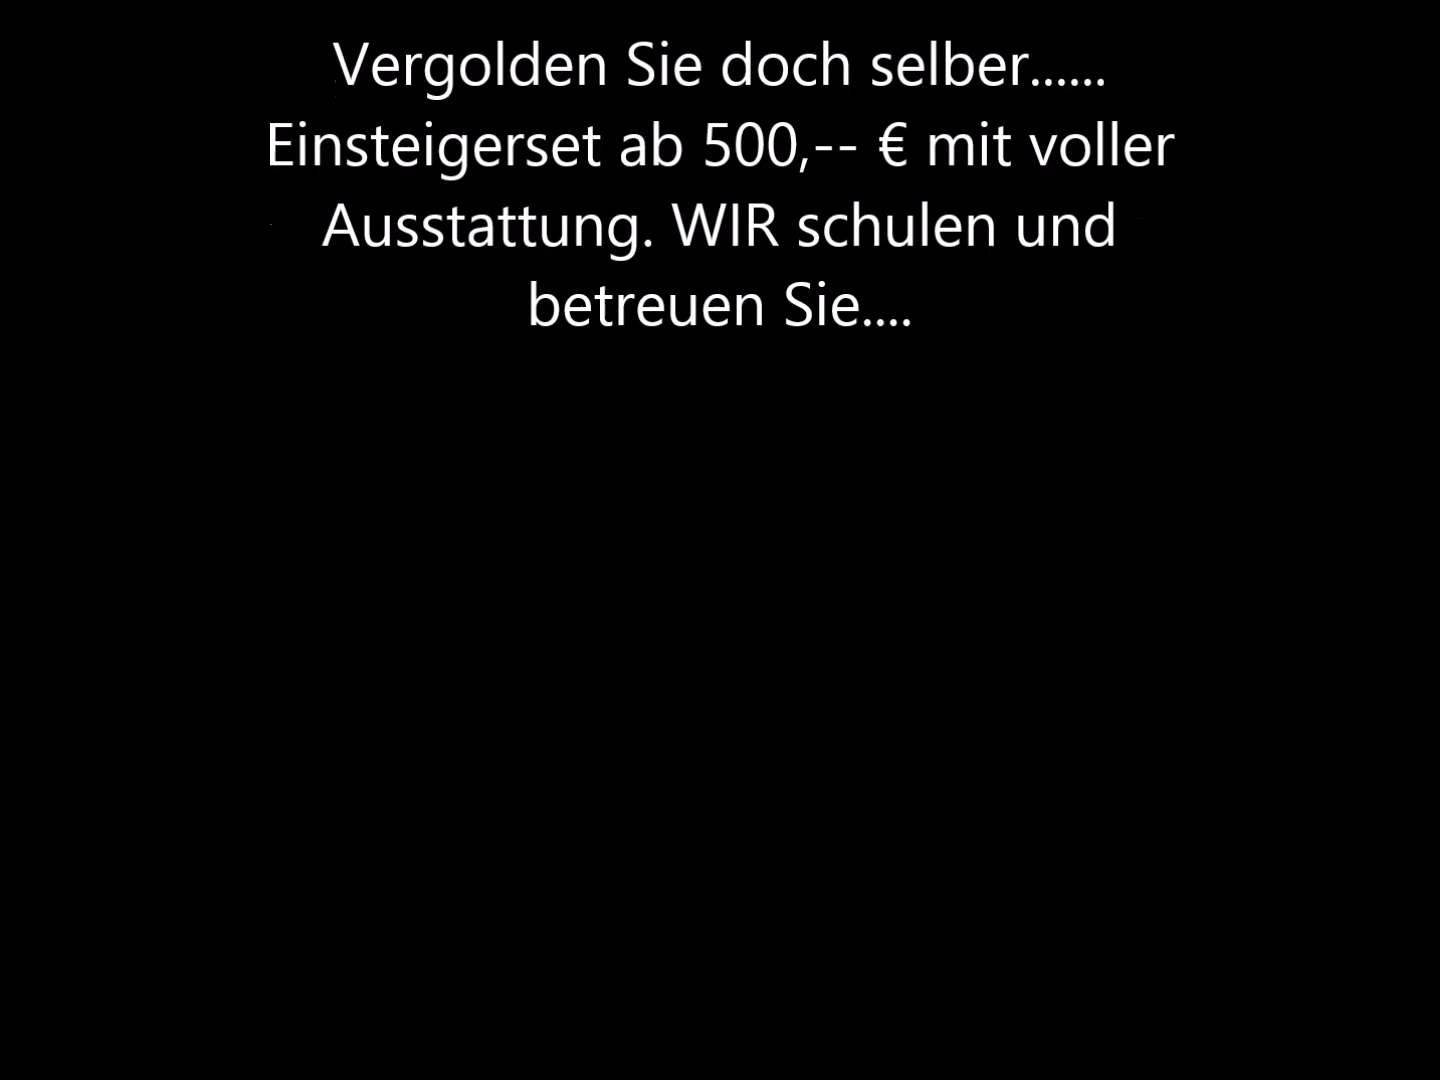 Vergolden Sie doch selber......
Einsteigerset ab 500,-- € mit voller
Ausstattung. WIR schulen und
betreuen Sie....